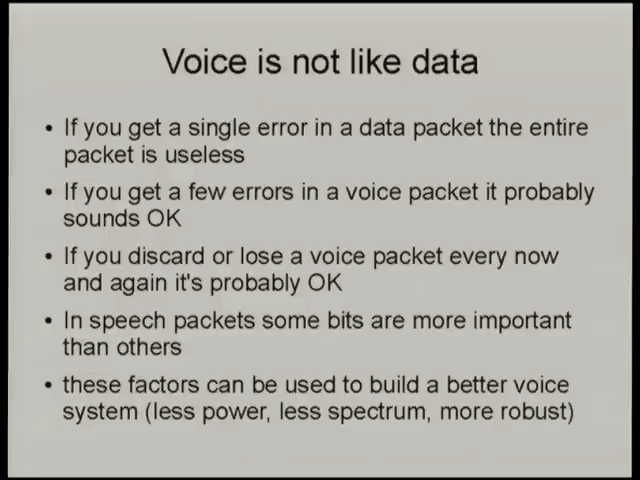 Voice is not like data
• If you get a single error in a data packet the entire
packet is useless
• If you get a few errors in a voice packet it probably
sounds OK
• If you discard or lose a voice packet every now
and again it's probably OK
• In speech packets some bits are more important
than others
• these factors can be used to build a better voice
system (less power, less spectrum, more robust)